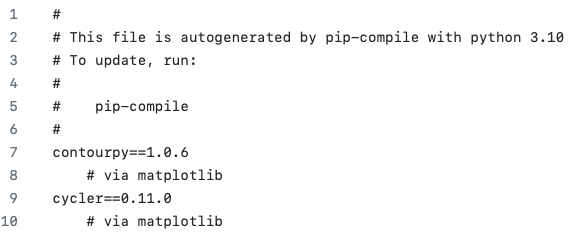 1 #
2 # This file is autogenerated by pip-compile with python 3.10
3 # To update, run:
4 #
5 #    pip-compile
6 #
7 contourpy==1.0.6
8     # via matplotlib
9 cycler==0.11.0
10     # via matplotlib